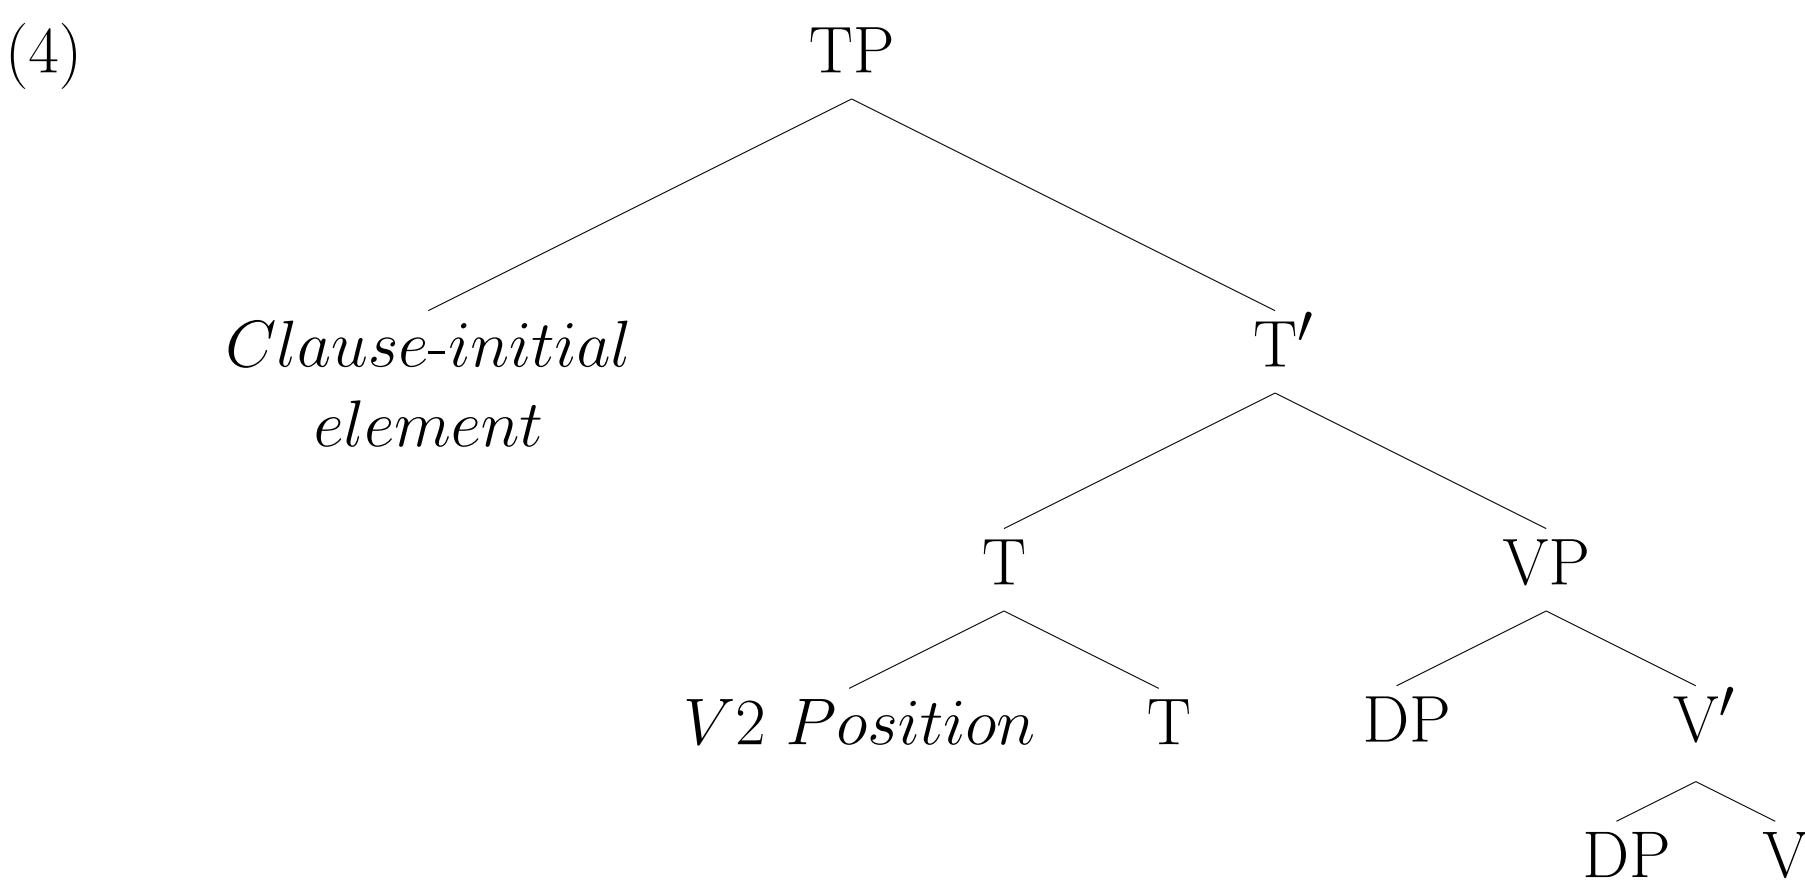 (4) TP
Clause-initial T′
element
T VP
V2 Position T DP V′
DP V